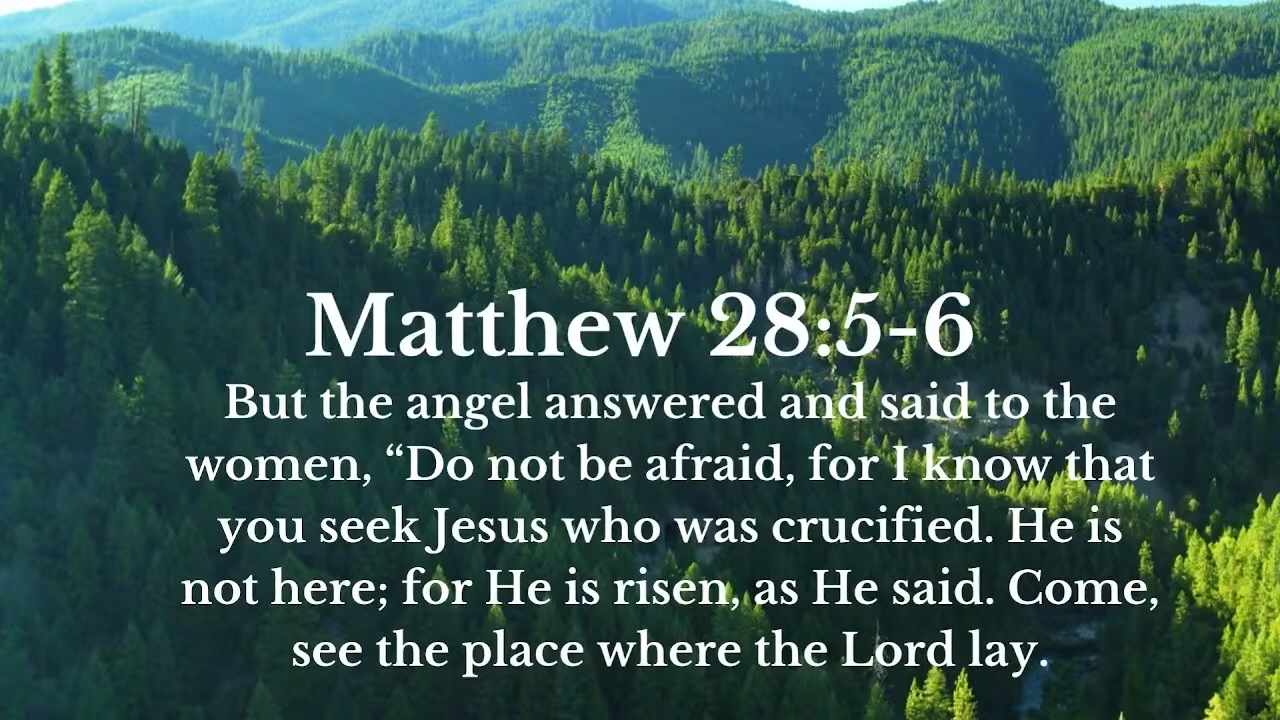 Matthew 28:5-6
But the angel answered and said to the
women, “Do not be afraid, for I know that
you seek Jesus who was crucified. He is
not here; for He is risen, as He said. Come,
see the place where the Lord lay.